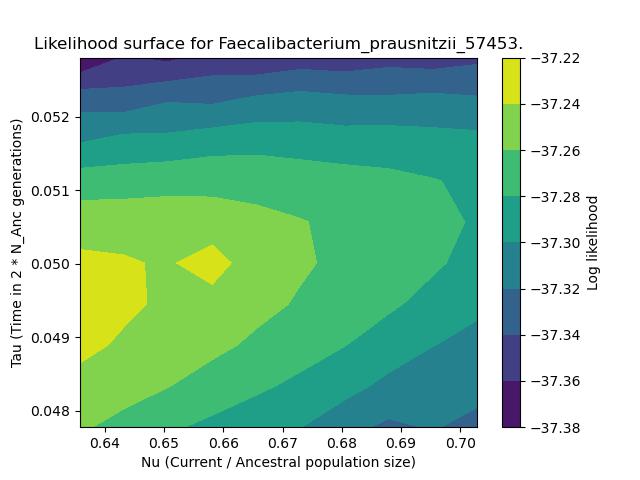 Likelihood surface for Faecalibacterium_prausnitzii_57453.
Tau (Time in 2 * N_Anc generations)
0.052
0.051
0.050
0.049
0.048
0.64 0.65 0.66 0.67 0.68 0.69 0.70
Nu (Current / Ancestral population size)
−37.22
−37.24
−37.26
−37.28
−37.30
−37.32
−37.34
−37.36
−37.38
Log likelihood